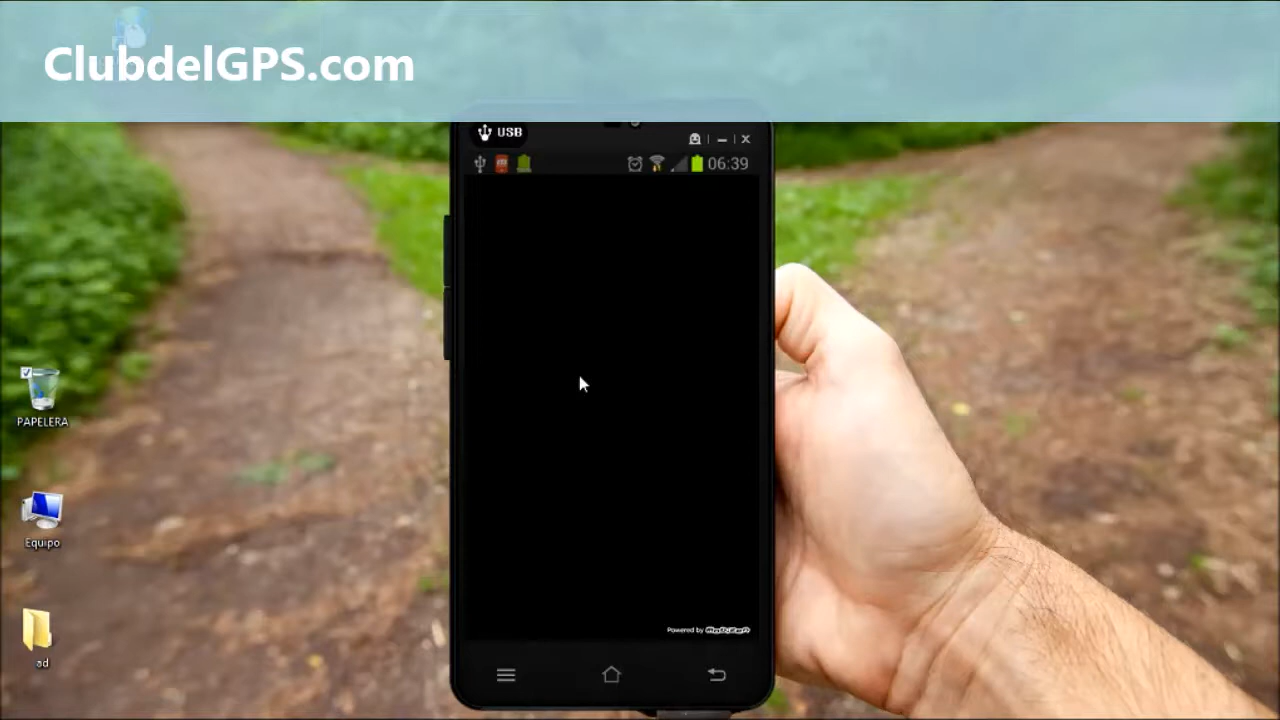 ClubdelGPS.com
USB
06:39
PAPELERA
Equipo
ad
Powered by